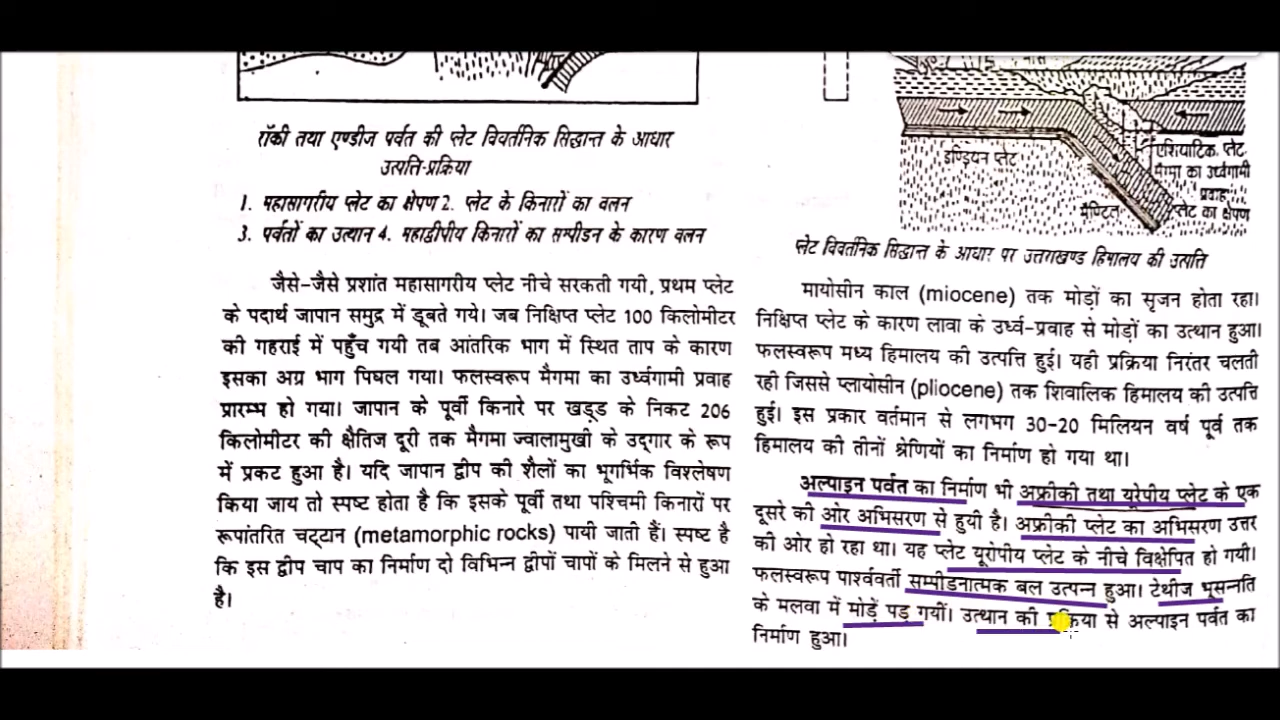 रॉकी तथा एण्डीज पर्वत की प्लेट विवर्तनिक सिद्धान्त के आधार
उत्पति-प्रक्रिया
1. महासागरीय प्लेट का क्षेपण 2. प्लेट के किनारों का वलन
3. पर्वतों का उत्थान 4. महाद्वीपीय किनारों का सम्पीडन के कारण वलन
जैसे-जैसे प्रशांत महासागरीय प्लेट नीचे सरकती गयी, प्रथम प्लेट
के पदार्थ जापान समुद्र में डूबते गये। जब निक्षिप्त प्लेट 100 किलोमीटर
की गहराई में पहुँच गयी तब आंतरिक भाग में स्थित ताप के कारण
इसका अग्र भाग पिघल गया। फलस्वरूप मैगमा का उर्ध्वगामी प्रवाह
प्रारम्भ हो गया। जापान के पूर्वी किनारे पर खड्ड के निकट 206
किलोमीटर की क्षैतिज दूरी तक मैगमा ज्वालामुखी के उद्गार के रूप
में प्रकट हुआ है। यदि जापान द्वीप की शैलों का भूगर्भिक विश्लेषण
किया जाय तो स्पष्ट होता है कि इसके पूर्वी तथा पश्चिमी किनारों पर
रूपांतरित चट्टान (metamorphic rocks) पायी जाती हैं। स्पष्ट है
कि इस द्वीप चाप का निर्माण दो विभिन्न द्वीपों चापों के मिलने से हुआ
है।
इण्डियन प्लेट
एशियाटिक प्लेट
मैगमा का उर्ध्वगामी
प्रवाह
मैण्टिल
प्लेट का क्षेपण
प्लेट विवर्तनिक सिद्धान्त के आधार पर उत्तराखण्ड हिमालय की उत्पति
मायोसीन काल (miocene) तक मोड़ों का सृजन होता रहा।
निक्षिप्त प्लेट के कारण लावा के उर्ध्व-प्रवाह से मोड़ों का उत्थान हुआ।
फलस्वरूप मध्य हिमालय की उत्पत्ति हुई। यही प्रक्रिया निरंतर चलती
रही जिससे प्लायोसीन (pliocene) तक शिवालिक हिमालय की उत्पत्ति
हुई। इस प्रकार वर्तमान से लगभग 30-20 मिलियन वर्ष पूर्व तक
हिमालय की तीनों श्रेणियों का निर्माण हो गया था।
अल्पाइन पर्वत का निर्माण भी अफ्रीकी तथा यूरेपीय प्लेट के एक
दूसरे की ओर अभिसरण से हुयी है। अफ्रीकी प्लेट का अभिसरण उत्तर
की ओर हो रहा था। यह प्लेट यूरोपीय प्लेट के नीचे विक्षेपित हो गयी।
फलस्वरूप पार्श्ववर्ती सम्पीडनात्मक बल उत्पन्न हुआ। टेथीज भूसन्नति
के मलवा में मोड़ें पड़ गयीं। उत्थान की प्रक्रिया से अल्पाइन पर्वत का
निर्माण हुआ।